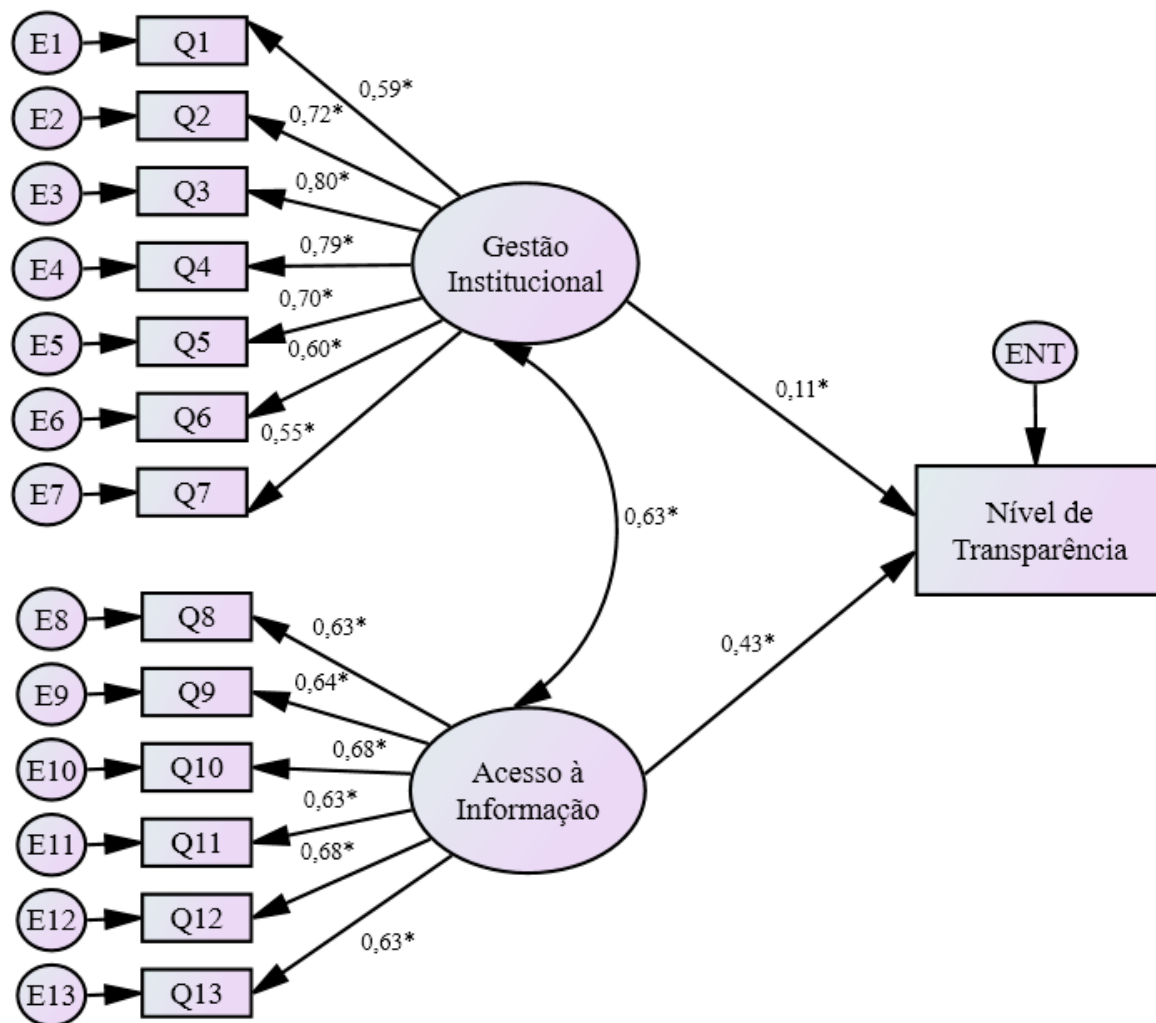 E1
Q1
0,59*
E2
Q2
0,72*
E3
Q3
0,80*
E4
Q4
0,79*
E5
Q5
0,70*
E6
Q6
0,60*
E7
Q7
0,55*
Gestão
Institucional
0,11*
ENT
Nível de
Transparência
0,63*
0,43*
E8
Q8
0,63*
E9
Q9
0,64*
E10
Q10
0,68*
E11
Q11
0,63*
E12
Q12
0,68*
E13
Q13
0,63*
Acesso à
Informação